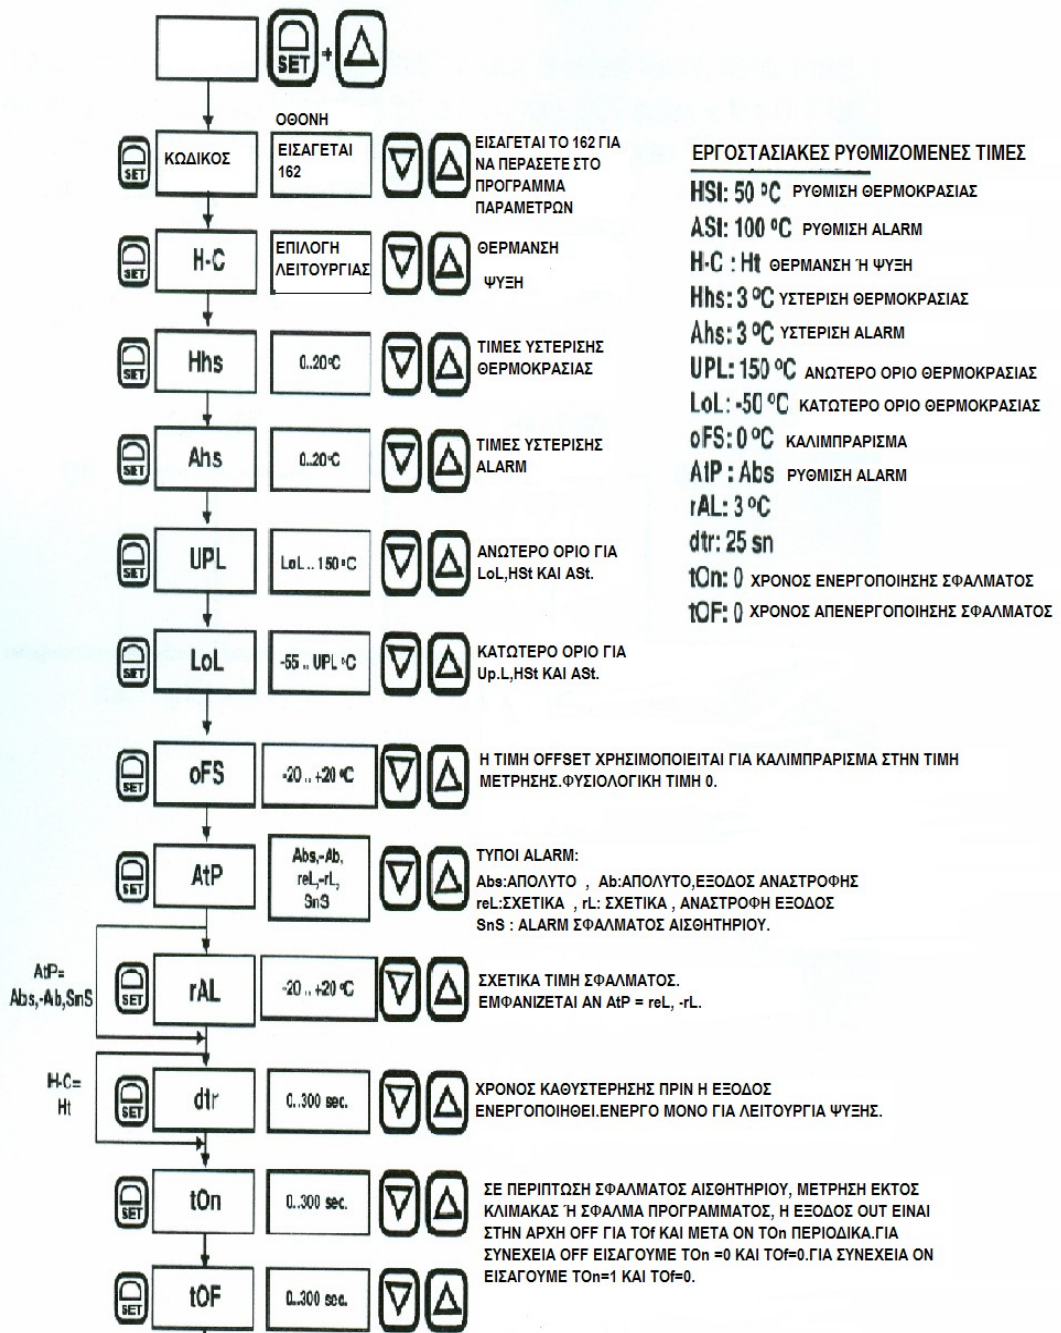 SET + 
ΟΘΟΝΗ
SET
ΚΩΔΙΚΟΣ
ΕΙΣΑΓΕΤΑΙ
162
ΕΙΣΑΓΕΤΑΙ ΤΟ 162 ΓΙΑ
ΝΑ ΠΕΡΑΣΕΤΕ ΣΤΟ
ΠΡΟΓΡΑΜΜΑ
ΠΑΡΑΜΕΤΡΩΝ
SET
H-C
ΕΠΙΛΟΓΗ
ΛΕΙΤΟΥΡΓΙΑΣ
ΘΕΡΜΑΝΣΗ
ΨΥΞΗ
SET
Hhs
0..20°C
ΤΙΜΕΣ ΥΣΤΕΡΙΣΗΣ
ΘΕΡΜΟΚΡΑΣΙΑΣ
SET
Ahs
0..20°C
ΤΙΜΕΣ ΥΣΤΕΡΙΣΗΣ
ALARM
SET
UPL
LoL .. 150 °C
ΑΝΩΤΕΡΟ ΟΡΙΟ ΓΙΑ
LoL,HSt ΚΑΙ ASt.
SET
LoL
-55 .. UPL °C
ΚΑΤΩΤΕΡΟ ΟΡΙΟ ΓΙΑ
Up.L,HSt ΚΑΙ ASt.
SET
oFS
-20 .. +20 °C
Η ΤΙΜΗ OFFSET ΧΡΗΣΙΜΟΠΟΙΕΙΤΑΙ ΓΙΑ ΚΑΛΙΜΠΡΑΡΙΣΜΑ ΣΤΗΝ ΤΙΜΗ
ΜΕΤΡΗΣΗΣ.ΦΥΣΙΟΛΟΓΙΚΗ ΤΙΜΗ 0.
SET
AtP
Abs,-Ab,
reL,-rL,
SnS
ΤΥΠΟΙ ALARM:
Abs:ΑΠΟΛΥΤΟ , Ab:ΑΠΟΛΥΤΟ,ΕΞΟΔΟΣ ΑΝΑΣΤΡΟΦΗΣ
reL:ΣΧΕΤΙΚΑ , rL: ΣΧΕΤΙΚΑ , ΑΝΑΣΤΡΟΦΗ ΕΞΟΔΟΣ
SnS : ALARM ΣΦΑΛΜΑΤΟΣ ΑΙΣΘΗΤΗΡΙΟΥ.
AtP=
Abs,-Ab,SnS
SET
rAL
-20 .. +20 °C
ΣΧΕΤΙΚΑ ΤΙΜΗ ΣΦΑΛΜΑΤΟΣ.
ΕΜΦΑΝΙΖΕΤΑΙ ΑΝ AtP = reL, -rL.
H-C=
Ht
SET
dtr
0..300 sec.
ΧΡΟΝΟΣ ΚΑΘΥΣΤΕΡΗΣΗΣ ΠΡΙΝ Η ΕΞΟΔΟΣ
ΕΝΕΡΓΟΠΟΙΗΘΕΙ.ΕΝΕΡΓΟ ΜΟΝΟ ΓΙΑ ΛΕΙΤΟΥΡΓΙΑ ΨΥΞΗΣ.
SET
tOn
0..300 sec.
ΣΕ ΠΕΡΙΠΤΩΣΗ ΣΦΑΛΜΑΤΟΣ ΑΙΣΘΗΤΗΡΙΟΥ, ΜΕΤΡΗΣΗ ΕΚΤΟΣ
ΚΛΙΜΑΚΑΣ Ή ΣΦΑΛΜΑ ΠΡΟΓΡΑΜΜΑΤΟΣ, Η ΕΞΟΔΟΣ OUT ΕΙΝΑΙ
ΣΤΗΝ ΑΡΧΗ OFF ΓΙΑ TOf ΚΑΙ ΜΕΤΑ ON TOn ΠΕΡΙΟΔΙΚΑ.ΓΙΑ
ΣΥΝΕΧΕΙΑ OFF ΕΙΣΑΓΟΥΜΕ TOn =0 ΚΑΙ TOf=0.ΓΙΑ ΣΥΝΕΧΕΙΑ ON
ΕΙΣΑΓΟΥΜΕ TOn=1 ΚΑΙ TOf=0.
SET
tOF
0..300 sec.
ΕΡΓΟΣΤΑΣΙΑΚΕΣ ΡΥΘΜΙΖΟΜΕΝΕΣ ΤΙΜΕΣ
HSt: 50 °C ΡΥΘΜΙΣΗ ΘΕΡΜΟΚΡΑΣΙΑΣ
ASt: 100 °C ΡΥΘΜΙΣΗ ALARM
H-C : Ht ΘΕΡΜΑΝΣΗ Ή ΨΥΞΗ
Hhs: 3 °C ΥΣΤΕΡΙΣΗ ΘΕΡΜΟΚΡΑΣΙΑΣ
Ahs: 3 °C ΥΣΤΕΡΙΣΗ ALARM
UPL: 150 °C ΑΝΩΤΕΡΟ ΟΡΙΟ ΘΕΡΜΟΚΡΑΣΙΑΣ
LoL: -50 °C ΚΑΤΩΤΕΡΟ ΟΡΙΟ ΘΕΡΜΟΚΡΑΣΙΑΣ
oFS: 0 °C ΚΑΛΙΜΠΡΑΡΙΣΜΑ
AtP : Abs ΡΥΘΜΙΣΗ ALARM
rAL: 3 °C
dtr: 25 sn
tOn: 0 ΧΡΟΝΟΣ ΕΝΕΡΓΟΠΟΙΗΣΗΣ ΣΦΑΛΜΑΤΟΣ
tOF: 0 ΧΡΟΝΟΣ ΑΠΕΝΕΡΓΟΠΟΙΗΣΗΣ ΣΦΑΛΜΑΤΟΣ